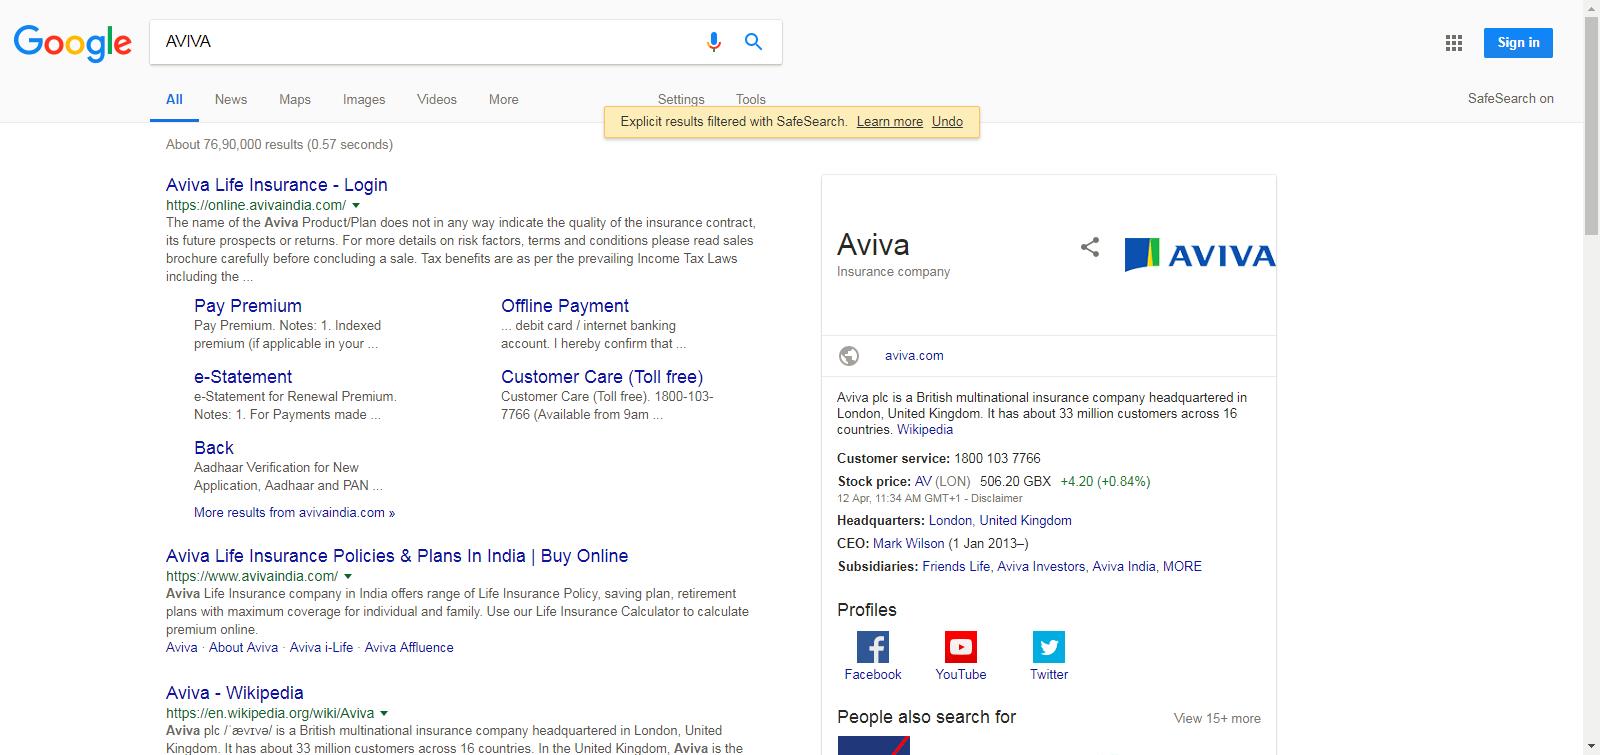 Google
AVIVA
Sign in
All News Maps Images Videos More Settings Tools
SafeSearch on
Explicit results filtered with SafeSearch. Learn more Undo
About 76,90,000 results (0.57 seconds)
Aviva Life Insurance - Login
https://online.avivaindia.com/
The name of the Aviva Product/Plan does not in any way indicate the quality of the insurance contract,
its future prospects or returns. For more details on risk factors, terms and conditions please read sales
brochure carefully before concluding a sale. Tax benefits are as per the prevailing Income Tax Laws
including the ...
Pay Premium
Pay Premium. Notes: 1. Indexed
premium (if applicable in your ...
Offline Payment
... debit card / internet banking
account. I hereby confirm that ...
e-Statement
e-Statement for Renewal Premium.
Notes: 1. For Payments made ...
Customer Care (Toll free)
Customer Care (Toll free). 1800-103-
7766 (Available from 9am ...
Back
Aadhaar Verification for New
Application, Aadhaar and PAN ...
More results from avivaindia.com »
Aviva Life Insurance Policies & Plans In India | Buy Online
https://www.avivaindia.com/
Aviva Life Insurance company in India offers range of Life Insurance Policy, saving plan, retirement
plans with maximum coverage for individual and family. Use our Life Insurance Calculator to calculate
premium online.
Aviva · About Aviva · Aviva i-Life · Aviva Affluence
Aviva - Wikipedia
https://en.wikipedia.org/wiki/Aviva
Aviva plc /ˈævɪvə/ is a British multinational insurance company headquartered in London, United
Kingdom. It has about 33 million customers across 16 countries. In the United Kingdom, Aviva is the
Aviva
Insurance company
AVIVA
aviva.com
Aviva plc is a British multinational insurance company headquartered in
London, United Kingdom. It has about 33 million customers across 16
countries. Wikipedia
Customer service: 1800 103 7766
Stock price: AV (LON) 506.20 GBX +4.20 (+0.84%)
12 Apr, 11:34 AM GMT+1 - Disclaimer
Headquarters: London, United Kingdom
CEO: Mark Wilson (1 Jan 2013–)
Subsidiaries: Friends Life, Aviva Investors, Aviva India, MORE
Profiles
Facebook YouTube Twitter
People also search for View 15+ more